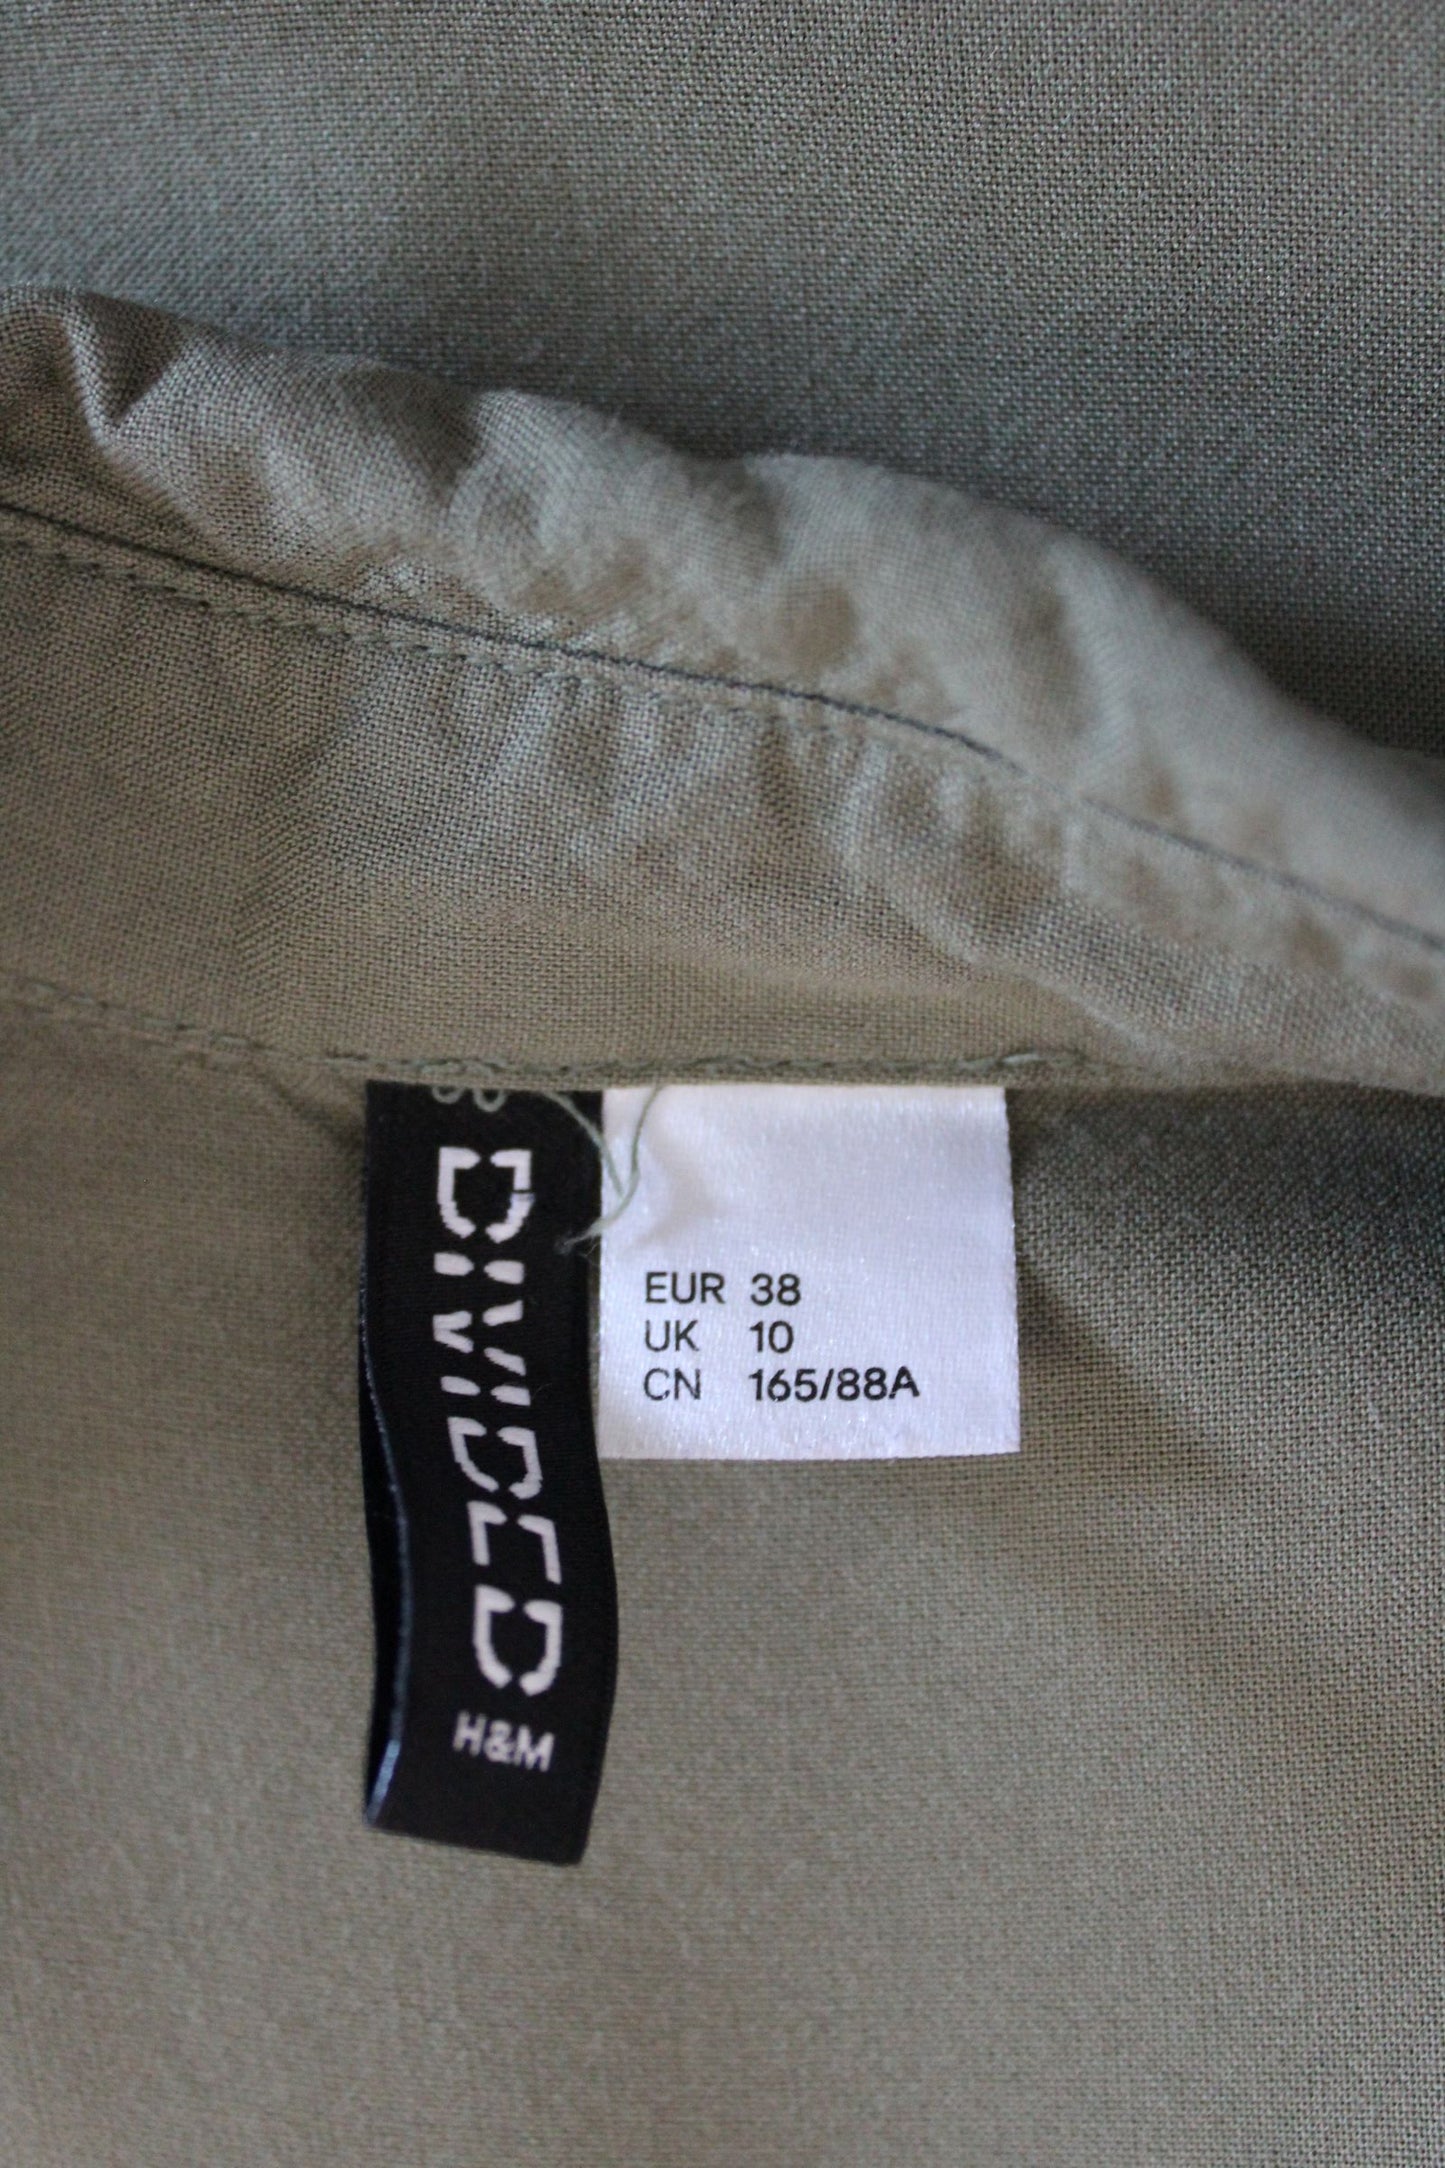 DIVIDED
H&M
EUR 38
UK 10
CN 165/88A